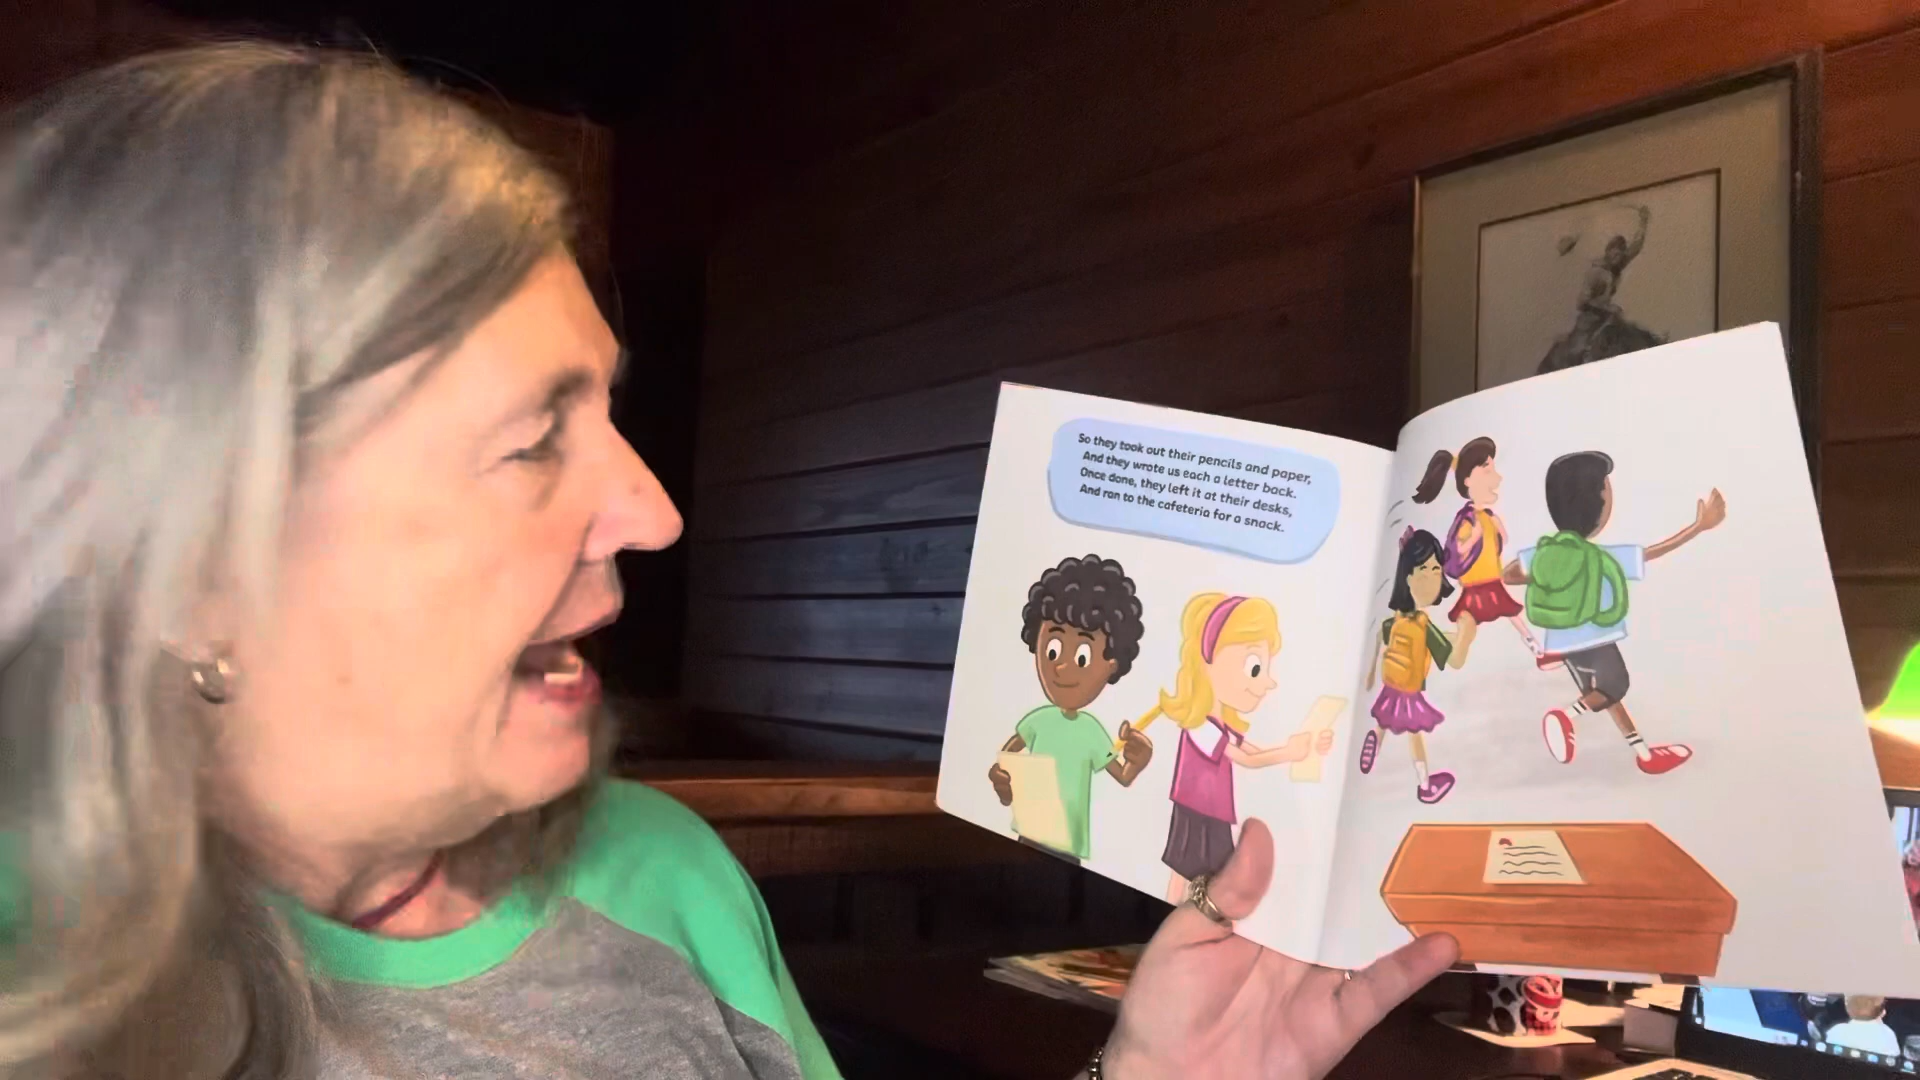 So they took out their pencils and paper,
And they wrote us each a letter back.
Once done, they left it at their desks,
And ran to the cafeteria for a snack.